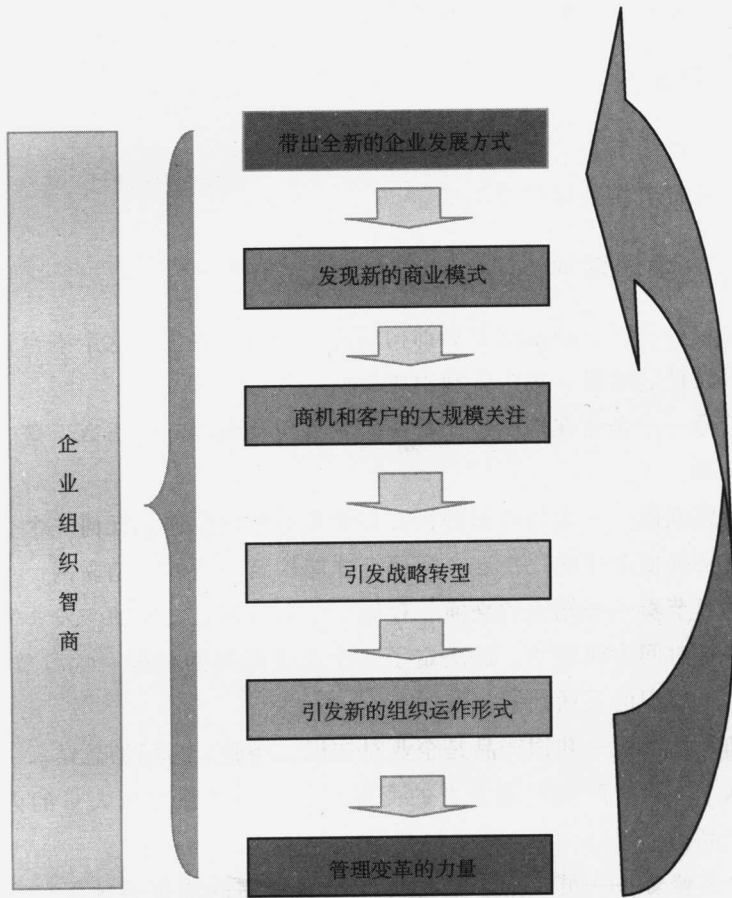 企业组织智商
带出全新的企业发展方式
发现新的商业模式
商机和客户的大规模关注
引发战略转型
引发新的组织运作形式
管理变革的力量